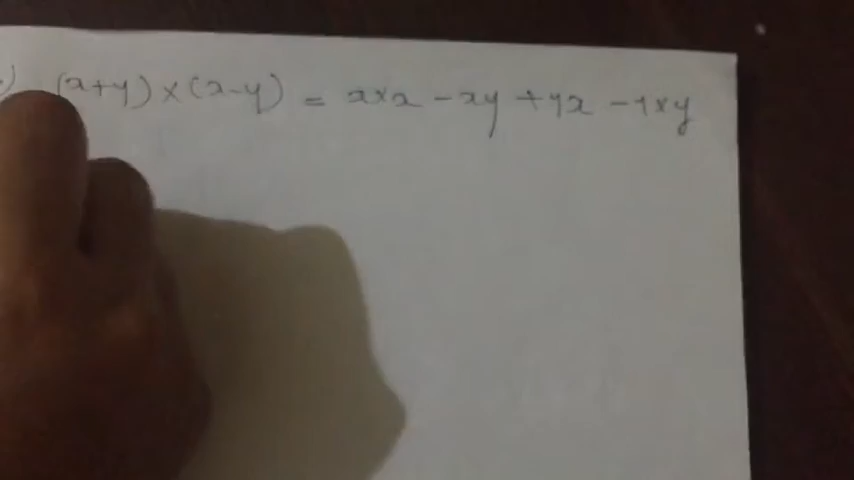 (x+y)×(x-y) = x×x -xy +yx -y×y